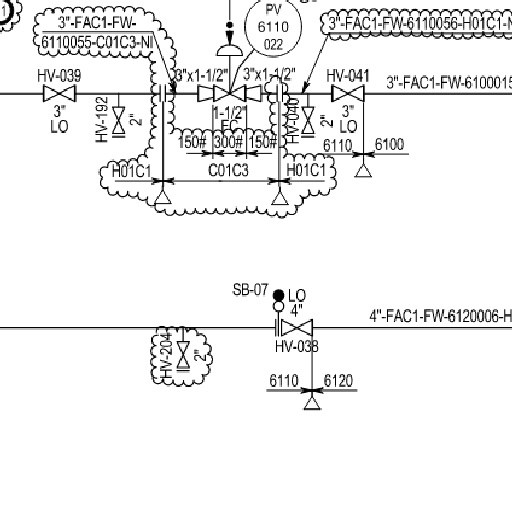 1
3"-FAC1-FW-
6110055-C01C3-NI
PV
6110
022
3"-FAC1-FW-6110056-H01C1-N
HV-039
3"
LO
3"x1-1/2"
3"x1-1/2"
HV-041
3"
LO
3"-FAC1-FW-6100015
HV-192
2"
1-1/2"
FC
HV-040
2"
150#
300#
150#
6110
6100
H01C1
C01C3
H01C1
SB-07
LO
4"
4"-FAC1-FW-6120006-H
HV-038
HV-204
2"
6110
6120